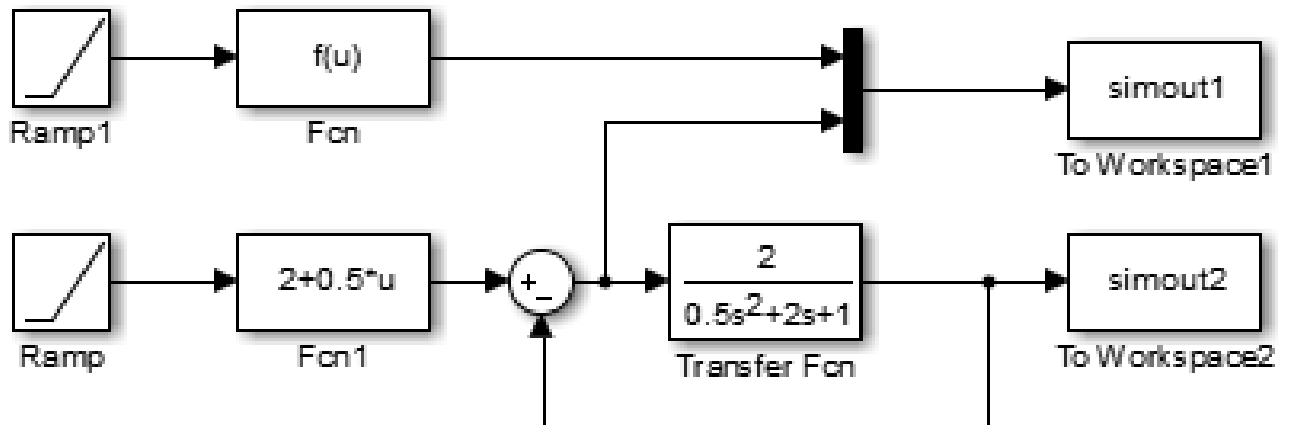 f(u)
simout1
Ramp1
Fcn
To Workspace1
2+0.5*u
+
−
2
0.5s²+2s+1
simout2
Ramp
Fcn1
Transfer Fcn
To Workspace2